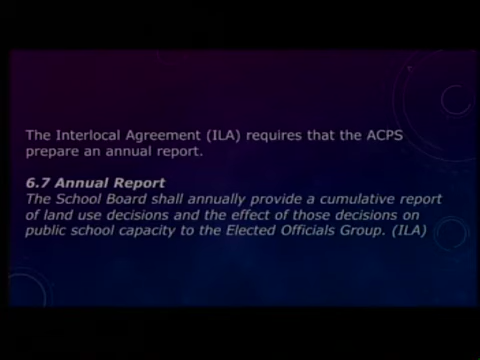 The Interlocal Agreement (ILA) requires that the ACPS
prepare an annual report.
6.7 Annual Report
The School Board shall annually provide a cumulative report
of land use decisions and the effect of those decisions on
public school capacity to the Elected Officials Group. (ILA)